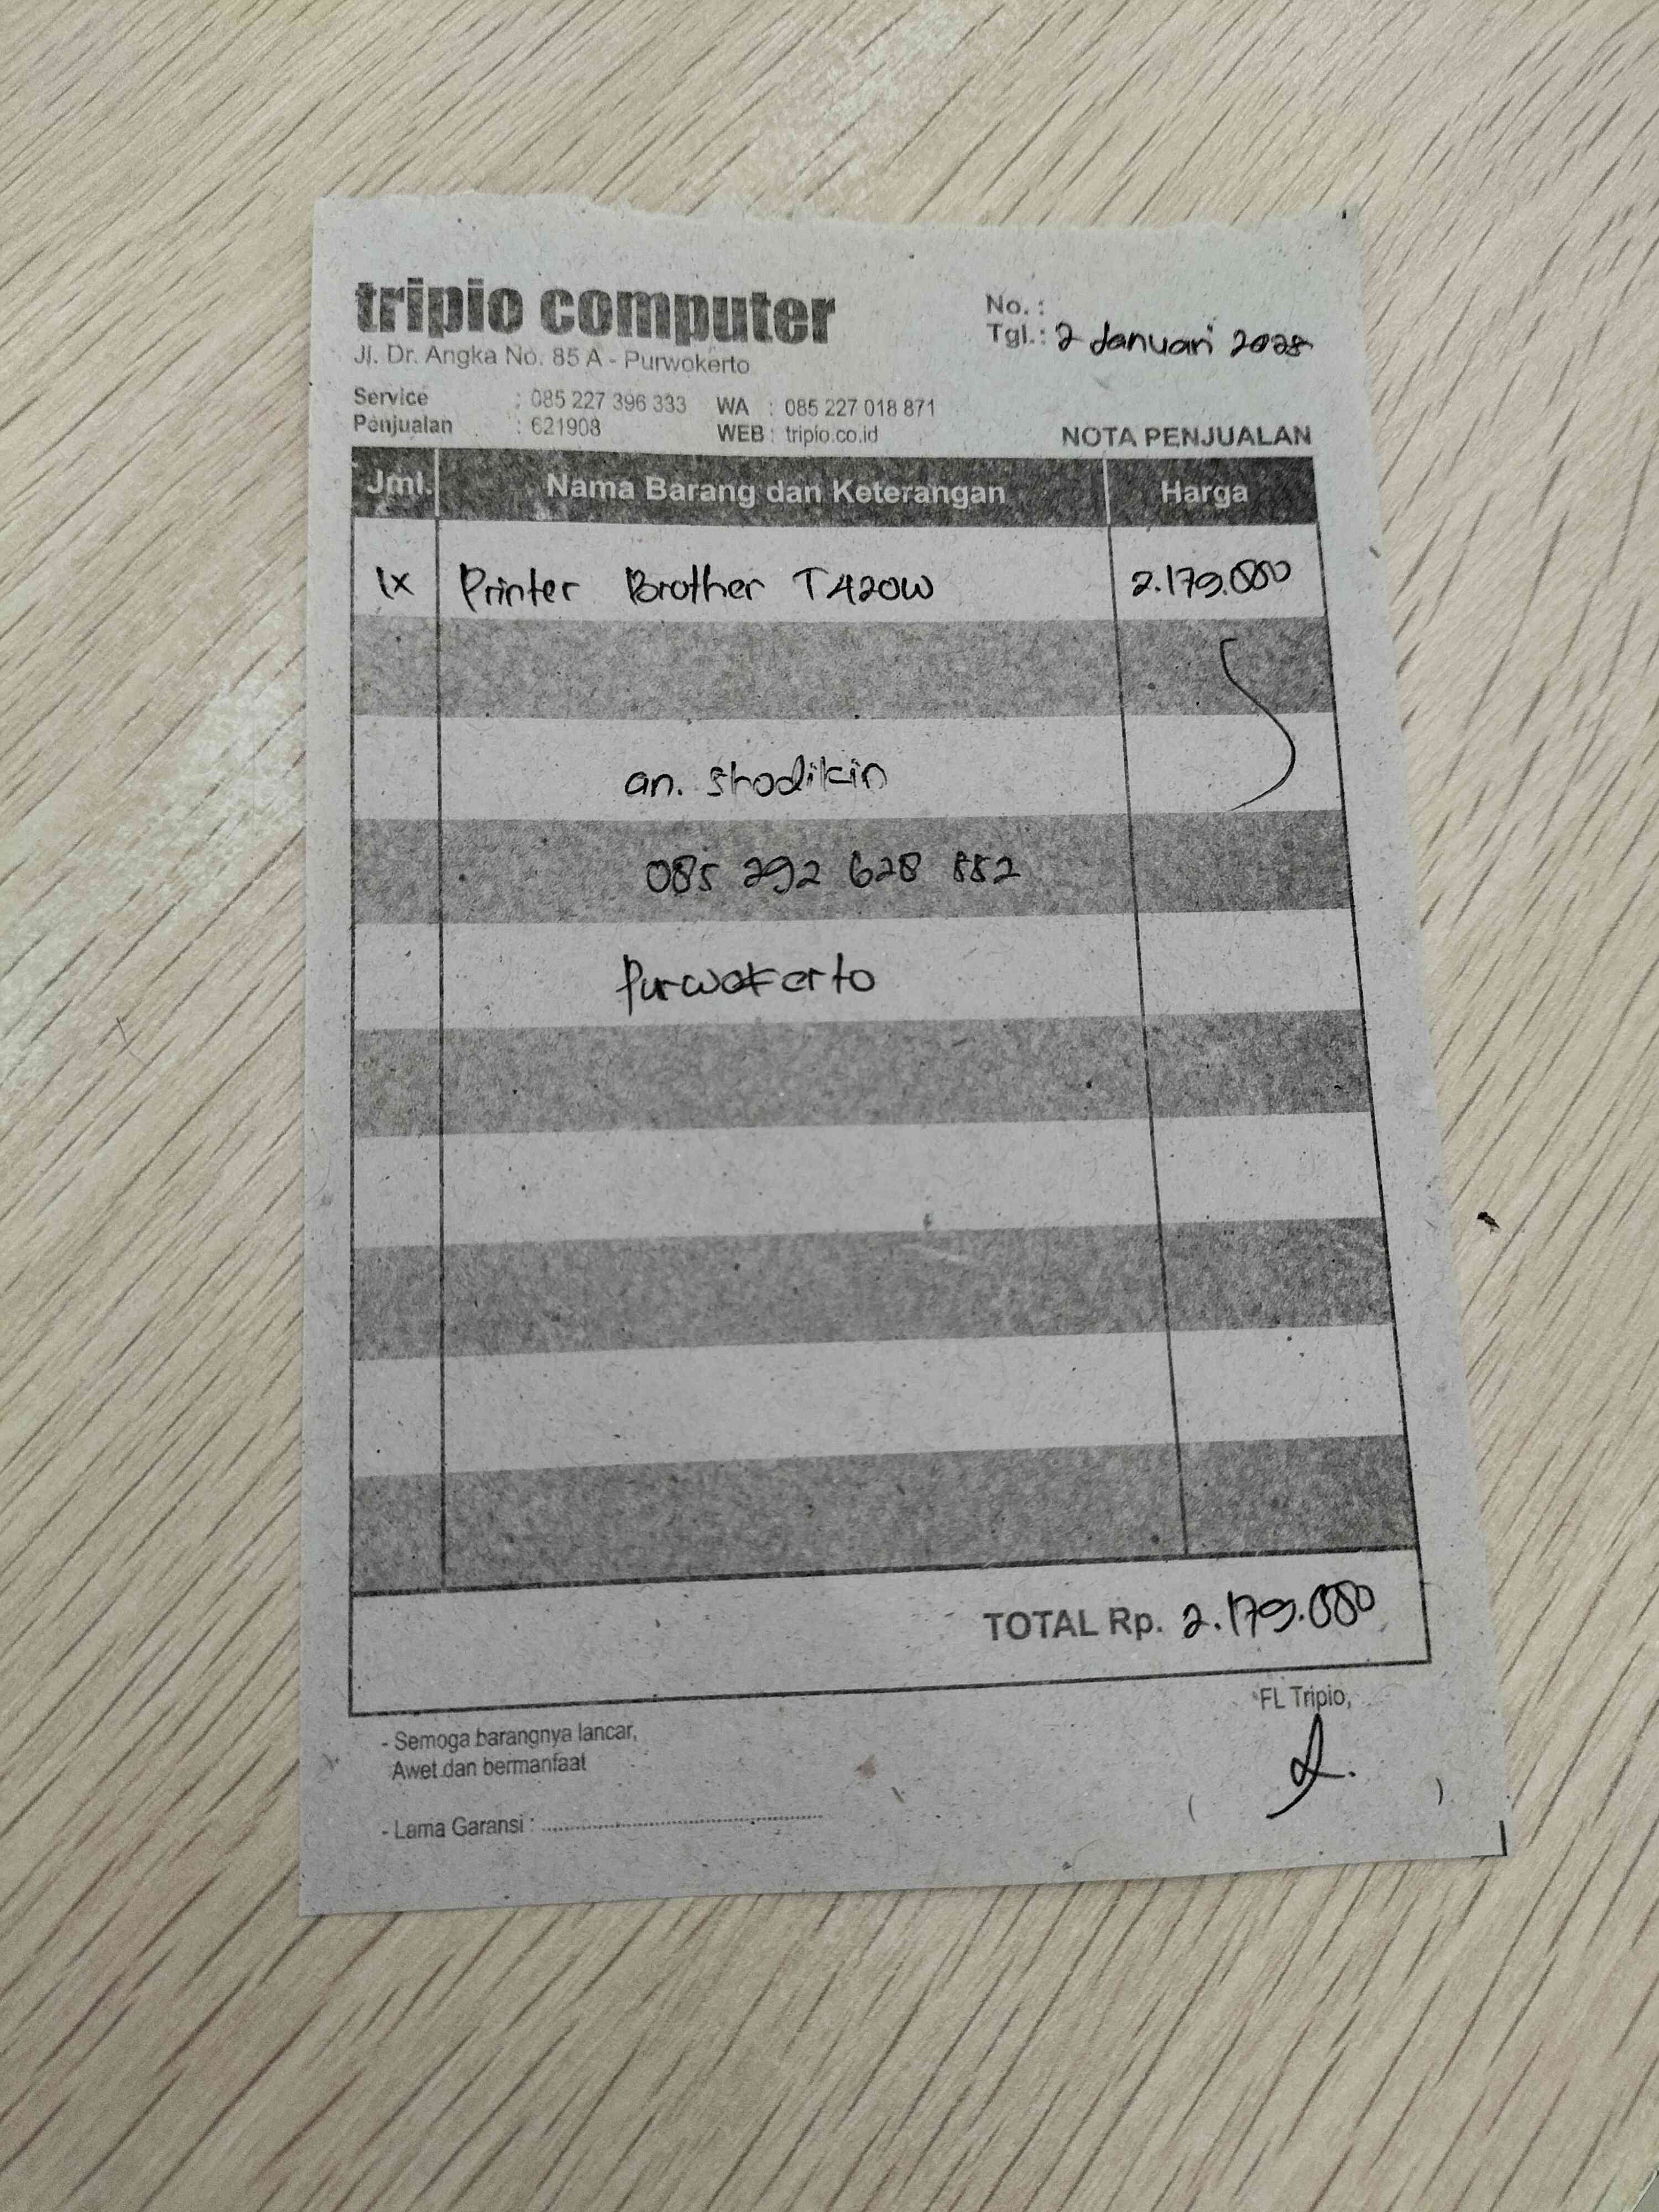 tripio computer
Jl. Dr. Angka No. 85 A - Purwokerto
Service : 085 227 396 333 WA : 085 227 018 871
Penjualan : 621908 WEB : tripio.co.id
No. :
Tgl. : 2 Januari
NOTA PENJUALAN
Jml. Nama Barang dan Keterangan Harga
1x Printer Brother T420W 2.179.000
an. Shodikin
085 292 628 882
Purwokerto
TOTAL Rp. 2.179.000
- Semoga barangnya lancar,
Awet dan bermanfaat
- Lama Garansi : ..................................................
FL Tripio,
( )